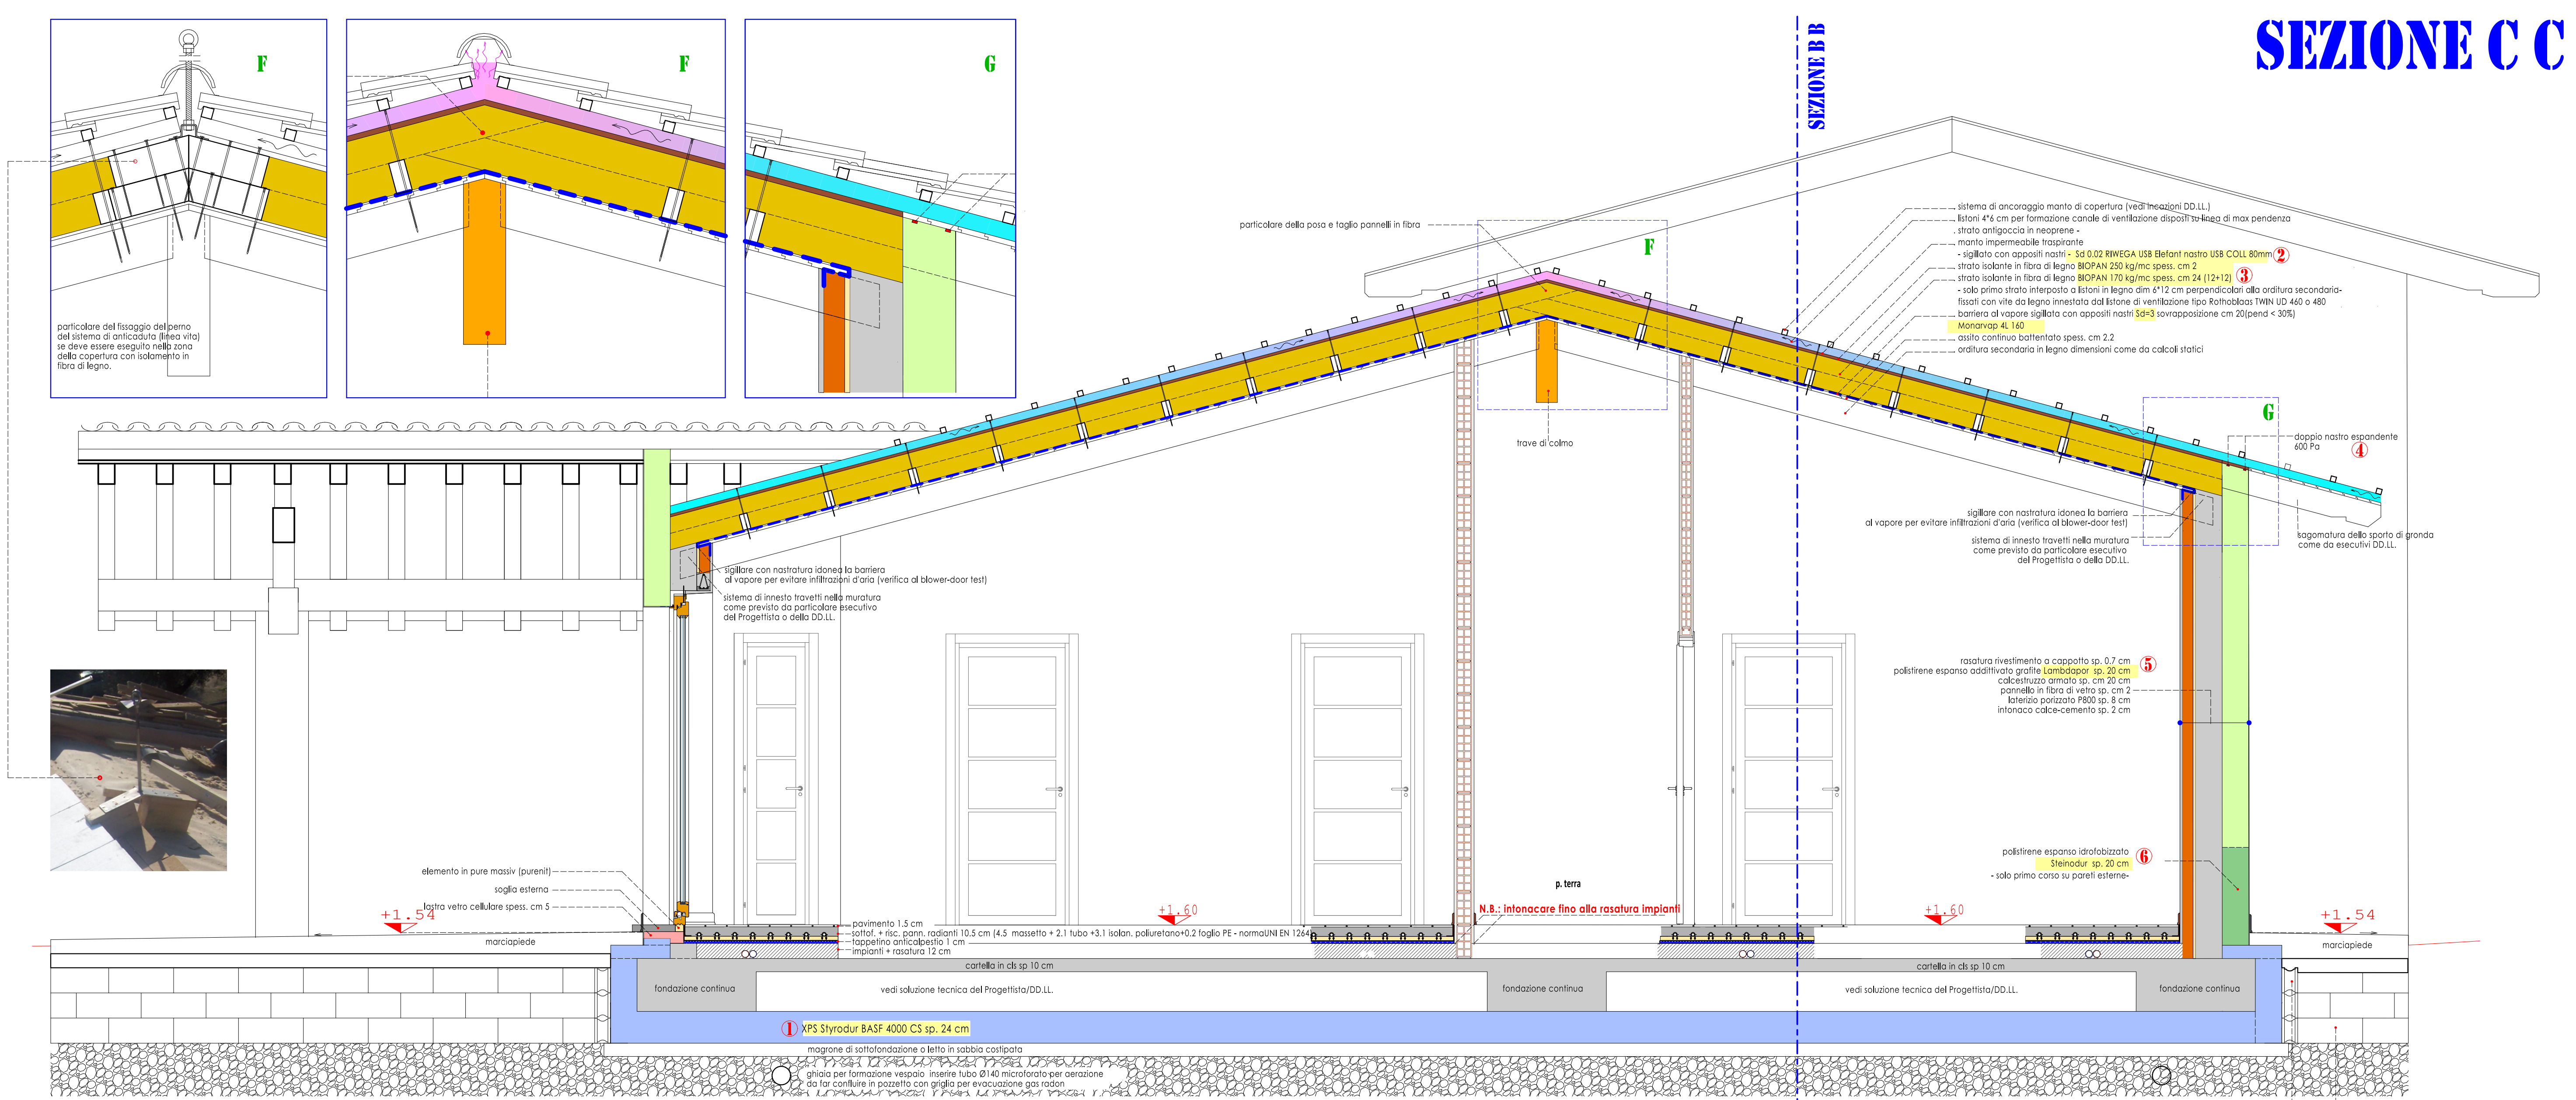 SEZIONE C C
SEZIONE B B
F
F
G
particolare del fissaggio del perno
del sistema di anticaduta (linea vita)
se deve essere eseguito nella zona
della copertura con isolamento in
fibra di legno.
particolare della posa e taglio pannelli in fibra
F
. sistema di ancoraggio manto di copertura (vedi incazioni DD.LL.)
. listoni 4*6 cm per formazione canale di ventilazione disposti su linea di max pendenza
. strato antigoccia in neoprene -
. manto impermeabile traspirante
- sigillato con appositi nastri - Sd 0.02 RIWEGA USB Elefant nastro USB COLL 80mm 2
. strato isolante in fibra di legno BIOPAN 250 kg/mc spess. cm 2
. strato isolante in fibra di legno BIOPAN 170 kg/mc spess. cm 24 (12+12) 3
- solo primo strato interposto a listoni in legno dim 6*12 cm perpendicolari alla orditura secondaria-
fissati con vite da legno innestata dal listone di ventilazione tipo Rothoblaas TWIN UD 460 o 480
. barriera al vapore sigillata con appositi nastri Sd=3 sovrapposizione cm 20(pend < 30%)
Monarvap 4L 160
. assito continuo battentato spess. cm 2.2
. orditura secondaria in legno dimensioni come da calcoli statici
trave di colmo
G
doppio nastro espandente
600 Pa
4
sigillare con nastratura idonea la barriera
al vapore per evitare infiltrazioni d'aria (verifica al blower-door test)
sistema di innesto travetti nella muratura
come previsto da particolare esecutivo
del Progettista o della DD.LL.
sagomatura dello sporto di gronda
come da esecutivi DD.LL.
sigillare con nastratura idonea la barriera
al vapore per evitare infiltrazioni d'aria (verifica al blower-door test)
sistema di innesto travetti nella muratura
come previsto da particolare esecutivo
del Progettista o della DD.LL.
rasatura rivestimento a cappotto sp. 0.7 cm 5
polistirene espanso addittivato grafite Lambdapor sp. 20 cm
calcestruzzo armato sp. cm 20 cm
pannello in fibra di vetro sp. cm 2
laterizio porizzato P800 sp. 8 cm
intonaco calce-cemento sp. 2 cm
polistirene espanso idrofobizzato 6
Steinodur sp. 20 cm
- solo primo corso su pareti esterne-
elemento in pure massiv (purenit)
soglia esterna
lastra vetro cellulare spess. cm 5
+1.54
marciapiede
p. terra
+1.60
N.B.: intonacare fino alla rasatura impianti
+1.60
+1.54
marciapiede
pavimento 1.5 cm
sottof. + risc. pann. radianti 10.5 cm (4.5 massetto + 2.1 tubo +3.1 isolan. poliuretano+0.2 foglio PE - normaUNI EN 1264
tappetino anticalpestio 1 cm
impianti + rasatura 12 cm
cartella in cls sp 10 cm
cartella in cls sp 10 cm
fondazione continua
vedi soluzione tecnica del Progettista/DD.LL.
fondazione continua
vedi soluzione tecnica del Progettista/DD.LL.
fondazione continua
1 XPS Styrodur BASF 4000 CS sp. 24 cm
magrone di sottofondazione o letto in sabbia costipata
ghiaia per formazione vespaio inserire tubo Ø140 microforato per aerazione
da far confluire in pozzetto con griglia per evacuazione gas radon